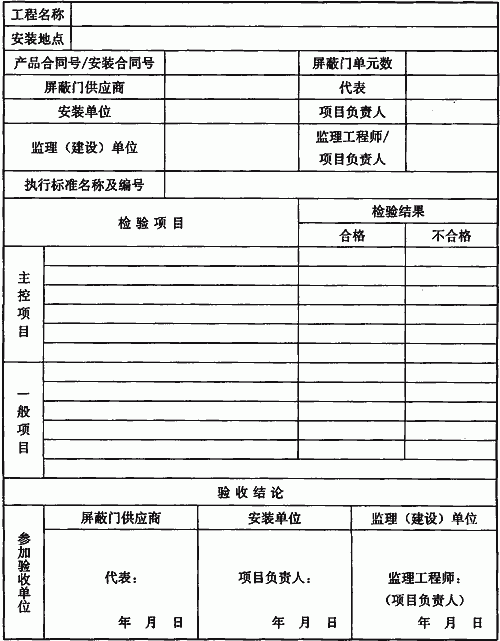 工程名称
安装地点
产品合同号/安装合同号
屏蔽门单元数
屏蔽门供应商
代表
安装单位
项目负责人
监理（建设）单位
监理工程师/
项目负责人
执行标准名称及编号
检验项目
检验结果
合格
不合格
主控项目
一般项目
验收结论
参加验收单位
屏蔽门供应商
安装单位
监理（建设）单位
代表：
项目负责人：
监理工程师：
（项目负责人）
年 月 日
年 月 日
年 月 日